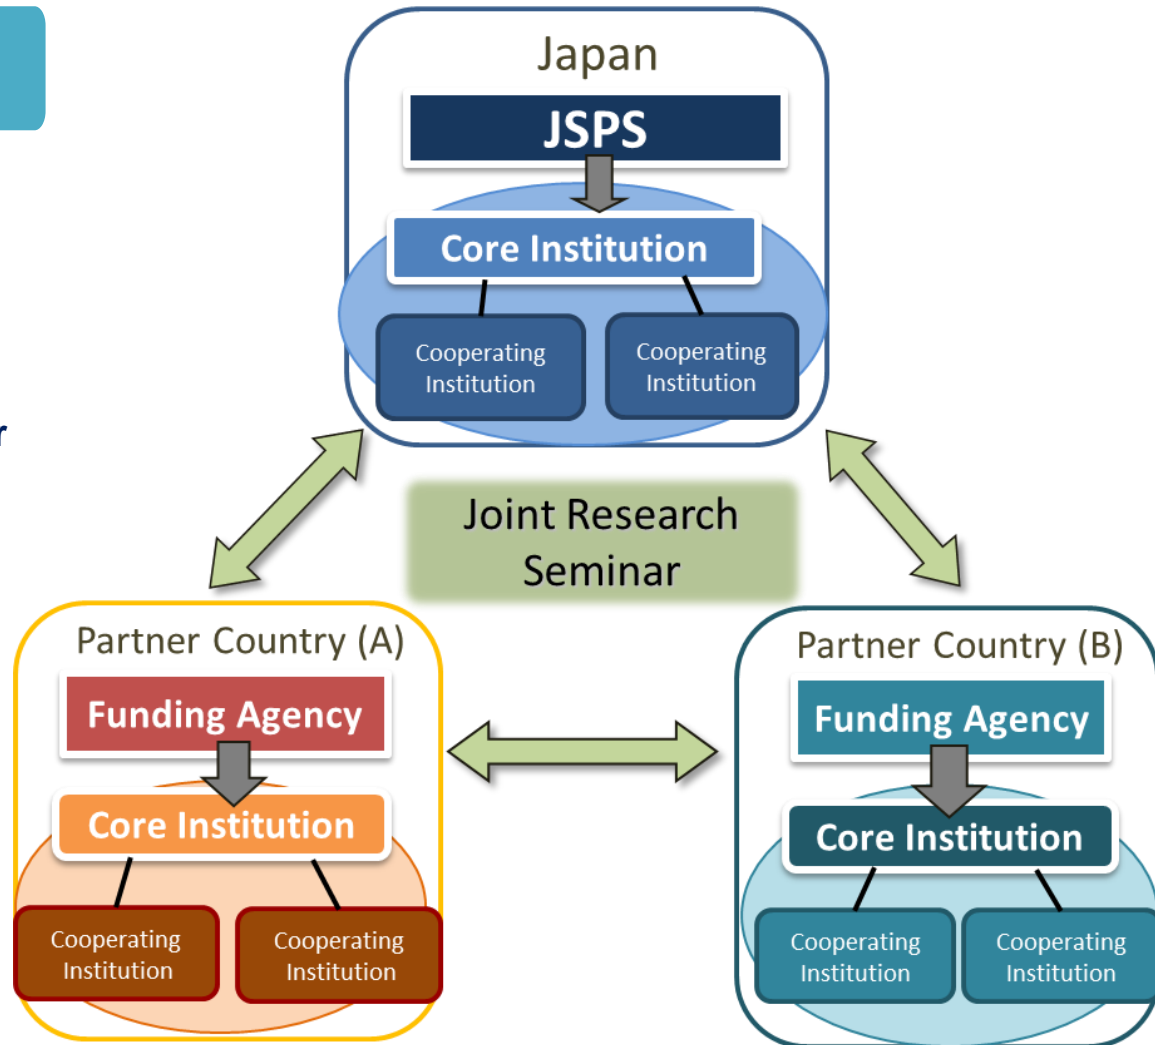 Japan
JSPS
Core Institution
Cooperating
Institution
Cooperating
Institution
r
Joint Research
Seminar
Partner Country (A)
Funding Agency
Core Institution
Cooperating
Institution
Cooperating
Institution
Partner Country (B)
Funding Agency
Core Institution
Cooperating
Institution
Cooperating
Institution